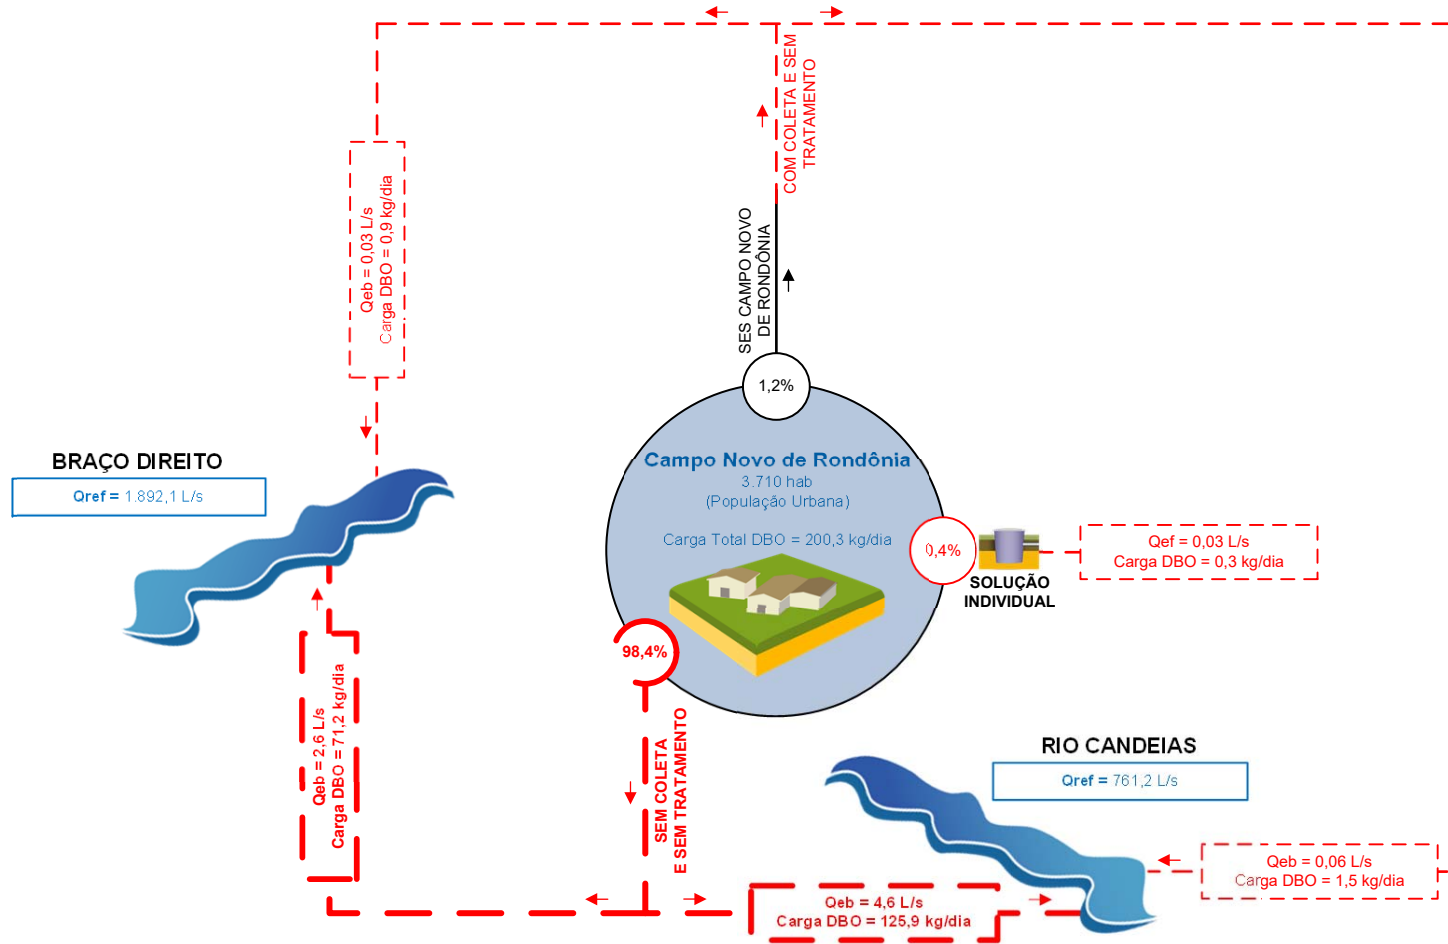 COM COLETA E SEM
TRATAMENTO
Qeb = 0,03 L/s
Carga DBO = 0,9 kg/dia
SES CAMPO NOVO
DE RONDÔNIA
1,2%
BRAÇO DIREITO
Qref = 1.892,1 L/s
Campo Novo de Rondônia
3.710 hab
(População Urbana)
Carga Total DBO = 200,3 kg/dia
0,4%
SOLUÇÃO
INDIVIDUAL
Qef = 0,03 L/s
Carga DBO = 0,3 kg/dia
98,4%
Qeb = 2,6 L/s
Carga DBO = 71,2 kg/dia
SEM COLETA
E SEM TRATAMENTO
RIO CANDEIAS
Qref = 761,2 L/s
Qeb = 0,06 L/s
Carga DBO = 1,5 kg/dia
Qeb = 4,6 L/s
Carga DBO = 125,9 kg/dia